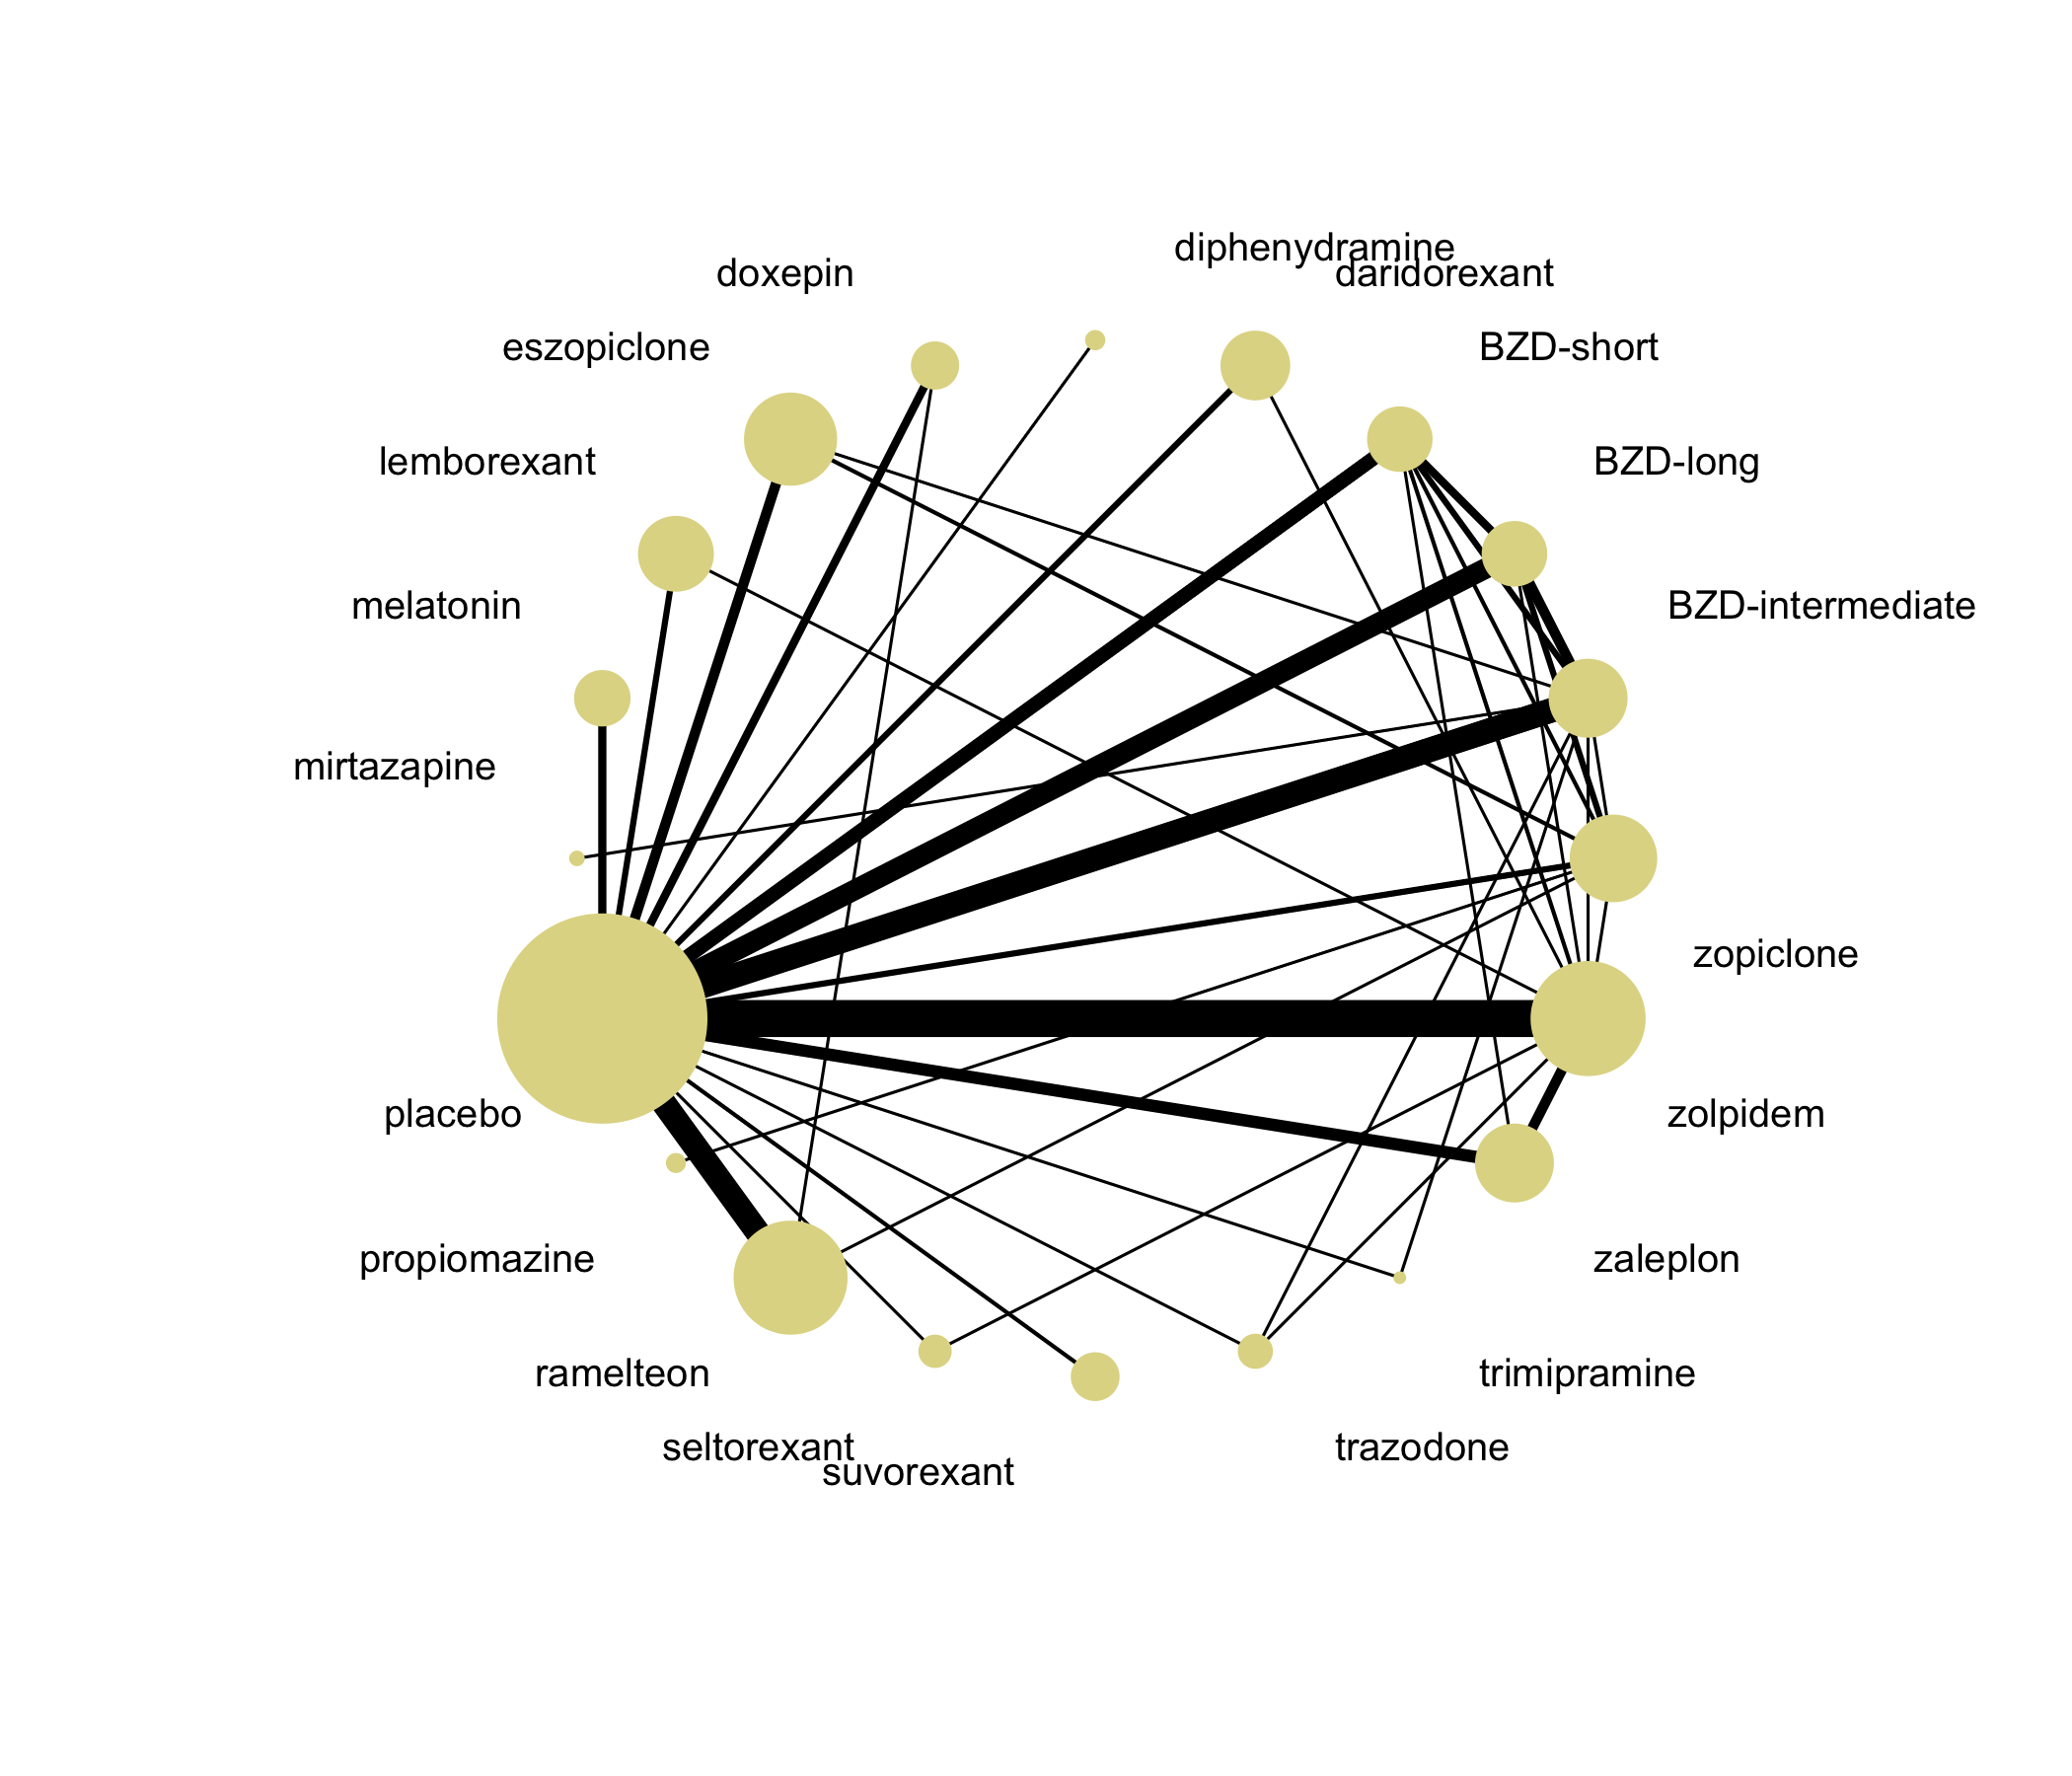 diphenydramine
doxepin
daridorexant
eszopiclone
BZD-short
lemborexant
BZD-long
melatonin
BZD-intermediate
mirtazapine
zopiclone
placebo
zolpidem
propiomazine
zaleplon
ramelteon
trimipramine
seltorexant
trazodone
suvorexant